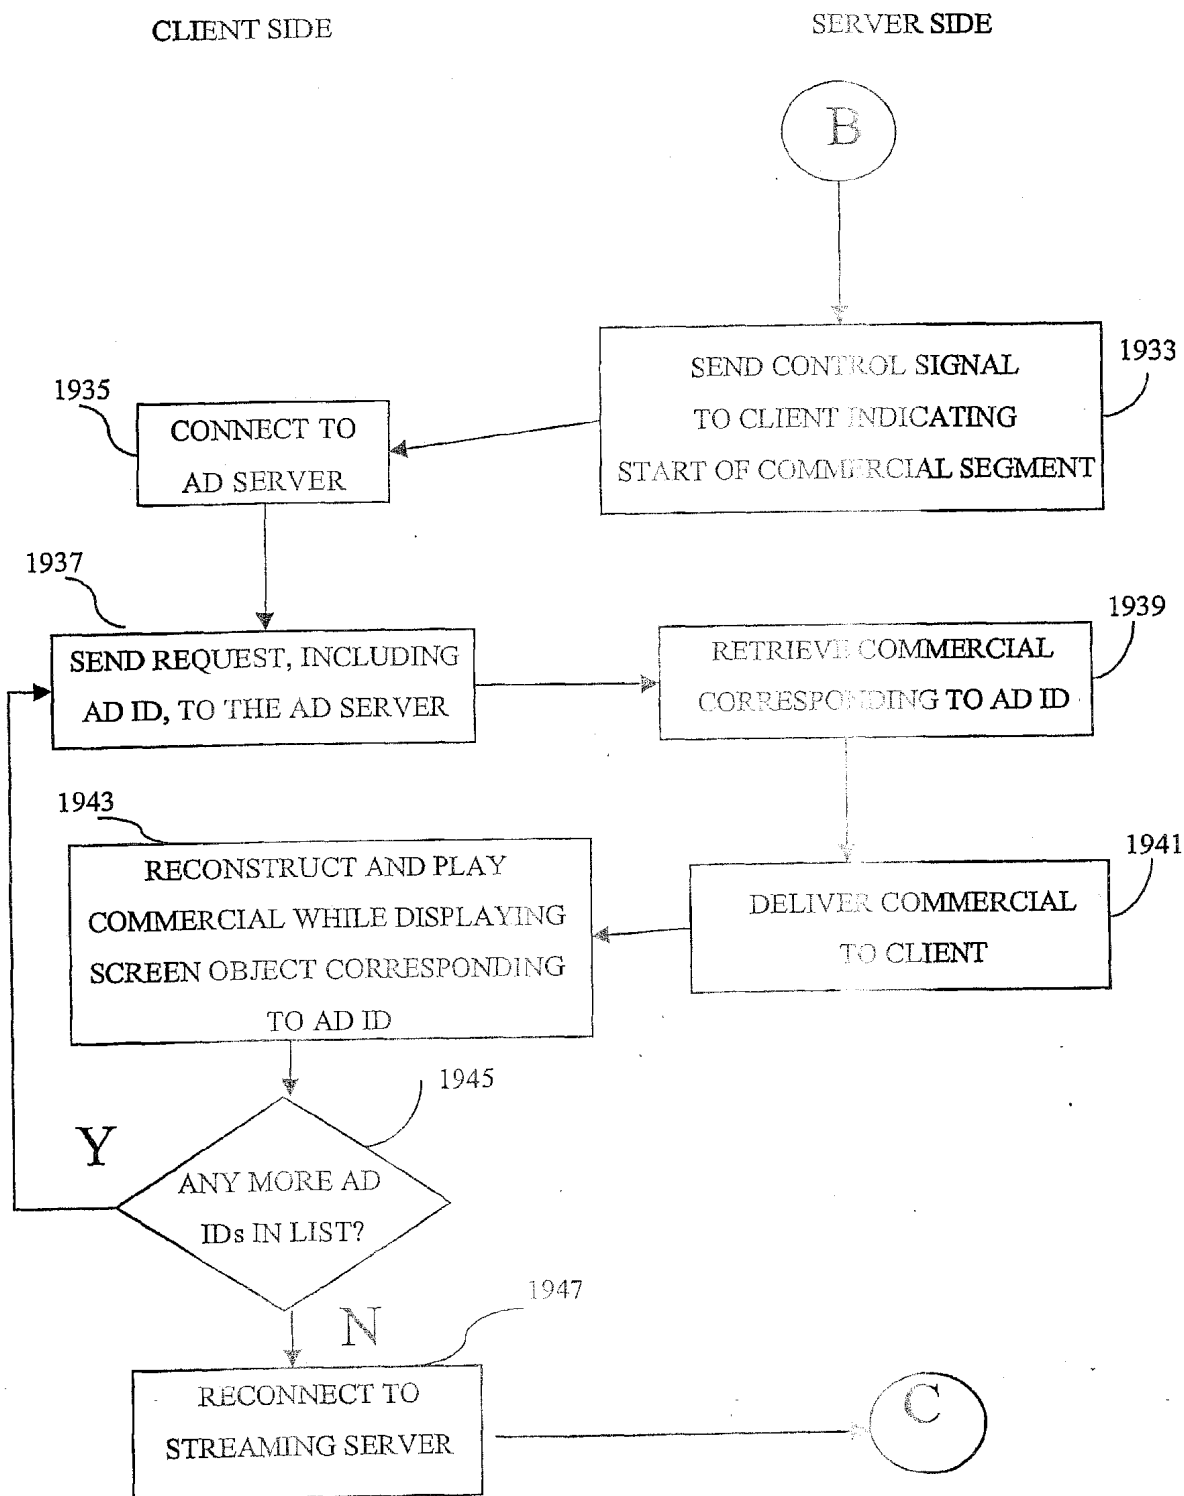 CLIENT SIDE
SERVER SIDE
B
1933
SEND CONTROL SIGNAL
TO CLIENT INDICATING
START OF COMMERCIAL SEGMENT
1935
CONNECT TO
AD SERVER
1937
SEND REQUEST, INCLUDING
AD ID, TO THE AD SERVER
1939
RETRIEVE COMMERCIAL
CORRESPONDING TO AD ID
1941
DELIVER COMMERCIAL
TO CLIENT
1943
RECONSTRUCT AND PLAY
COMMERCIAL WHILE DISPLAYING
SCREEN OBJECT CORRESPONDING
TO AD ID
1945
Y
ANY MORE AD
IDs IN LIST?
N
1947
RECONNECT TO
STREAMING SERVER
C